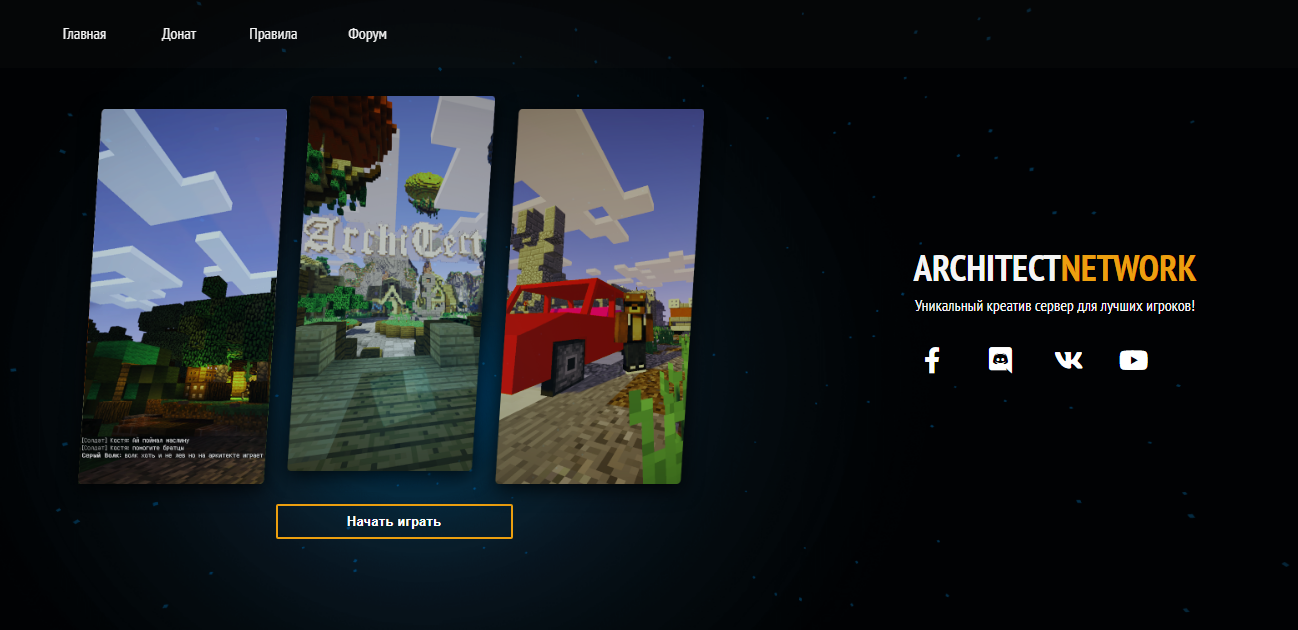 Главная
Донат
Правила
Форум
ArchiTect
[Солдат] Костя: Ай поймал маслину
[Солдат] Костя: помогите братцы
Серый Волк: волк хоть и не лев но на архитекте играет
ARCHITECTNETWORK
Уникальный креатив сервер для лучших игроков!
Начать играть